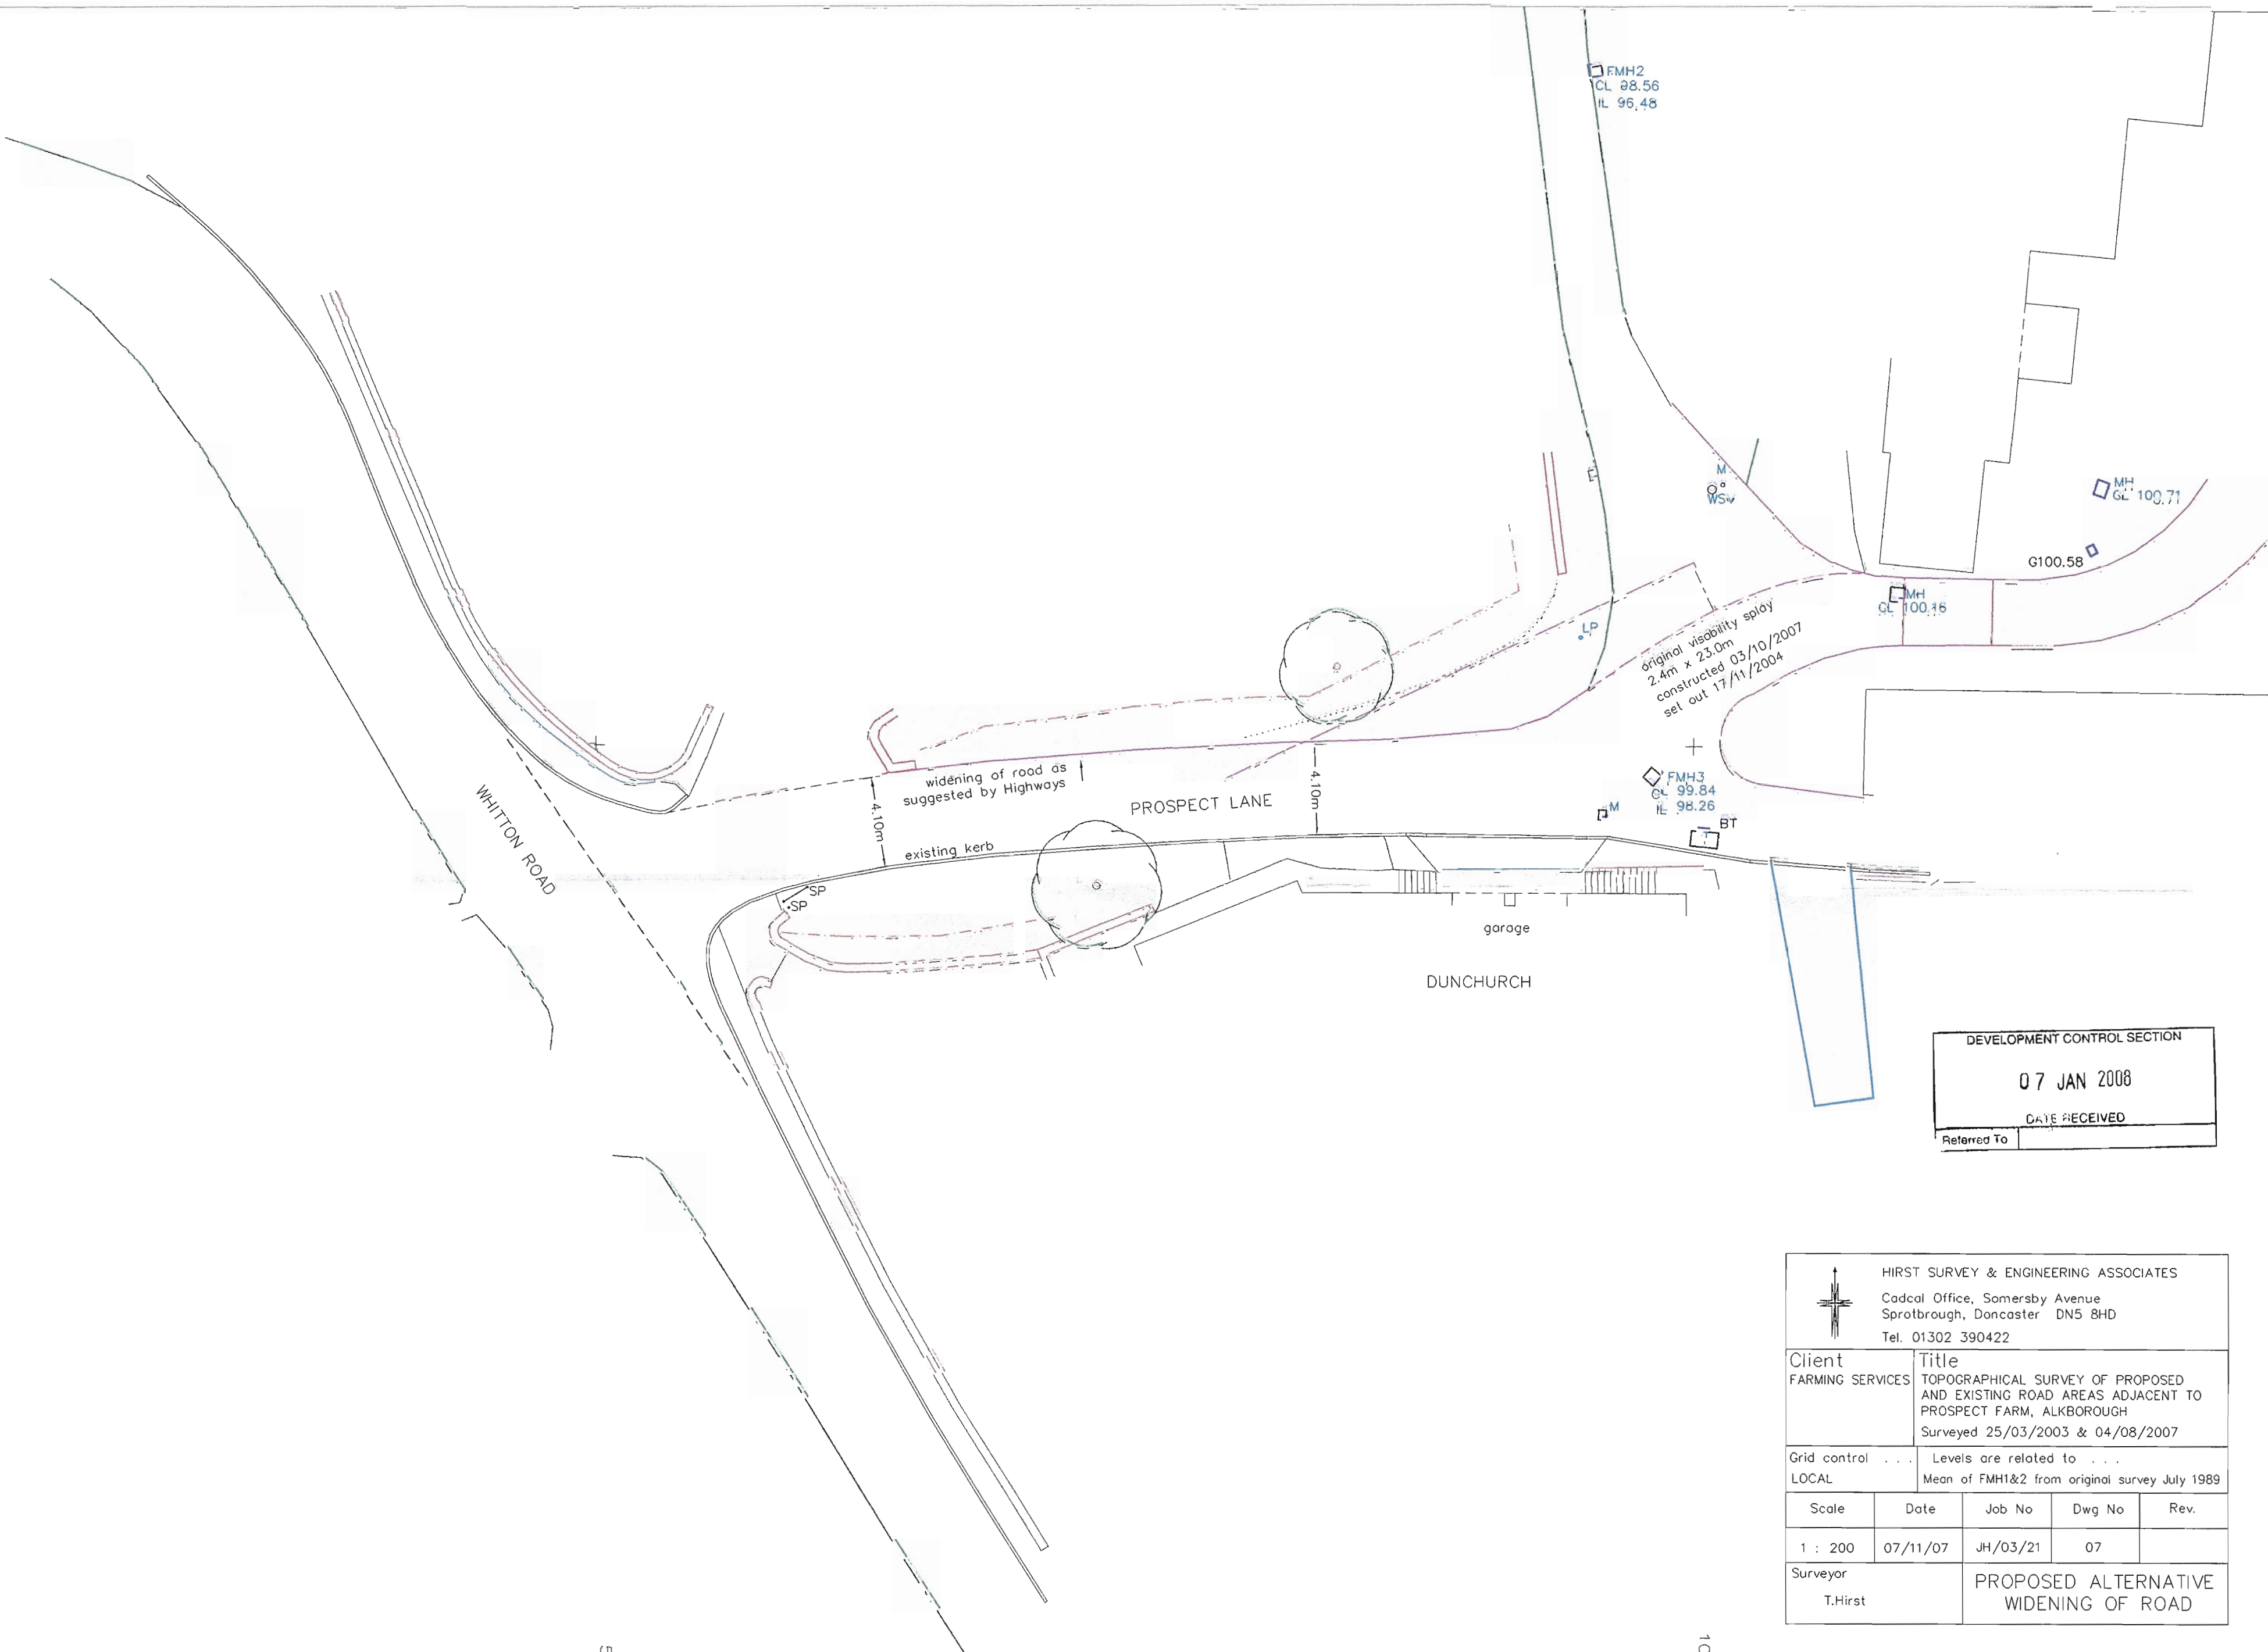 FMH2
CL 98.56
IL 96.48
M
WSV
MH
GL 100.71
G100.58
MH
CL 100.16
LP
original visability splay
2.4m x 23.0m
constructed 03/10/2007
set out 17/11/2004
widening of road as
suggested by Highways
4.10m
4.10m
PROSPECT LANE
FMH3
CL 99.84
IL 98.26
M
BT
T
WHITTON ROAD
existing kerb
SP
SP
garage
DUNCHURCH
DEVELOPMENT CONTROL SECTION
07 JAN 2008
DATE RECEIVED
Referred To
HIRST SURVEY & ENGINEERING ASSOCIATES
Cadcal Office, Somersby Avenue
Sprotbrough, Doncaster DN5 8HD
Tel. 01302 390422
Client
FARMING SERVICES
Title
TOPOGRAPHICAL SURVEY OF PROPOSED
AND EXISTING ROAD AREAS ADJACENT TO
PROSPECT FARM, ALKBOROUGH
Surveyed 25/03/2003 & 04/08/2007
Grid control . . .
LOCAL
Levels are related to . . .
Mean of FMH1&2 from original survey July 1989
Scale Date Job No Dwg No Rev.
1 : 200 07/11/07 JH/03/21 07
Surveyor
T.Hirst
PROPOSED ALTERNATIVE
WIDENING OF ROAD